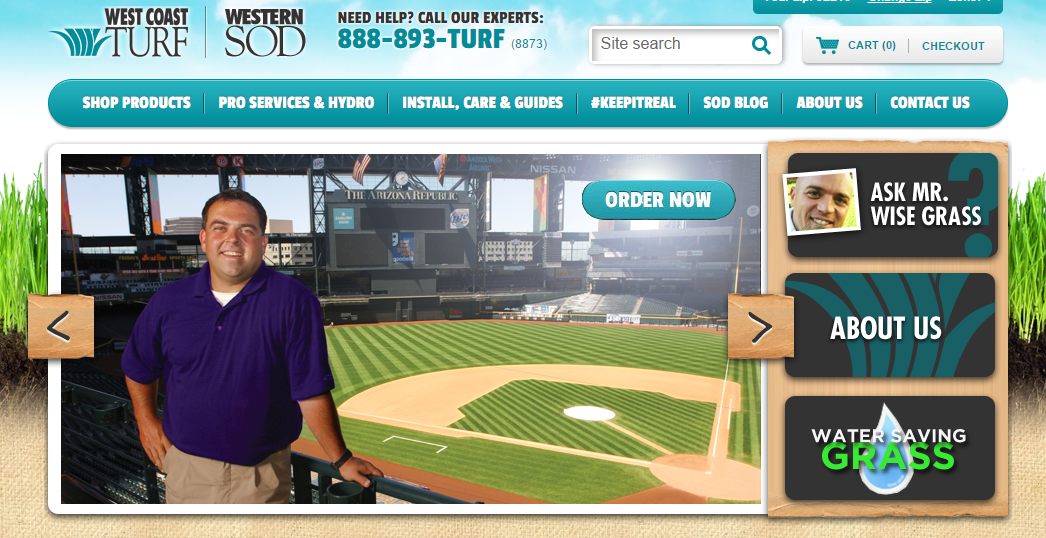 WEST COAST
TURF
WESTERN
SOD
NEED HELP? CALL OUR EXPERTS:
888-893-TURF (8873)
Site search
CART (0)
CHECKOUT
SHOP PRODUCTS
PRO SERVICES & HYDRO
INSTALL, CARE & GUIDES
#KEEPITREAL
SOD BLOG
ABOUT US
CONTACT US
NISSAN
THE ARIZONA REPUBLIC
ORDER NOW
NISSAN
ASK MR.
WISE GRASS
?
ABOUT US
WATER SAVING
GRASS